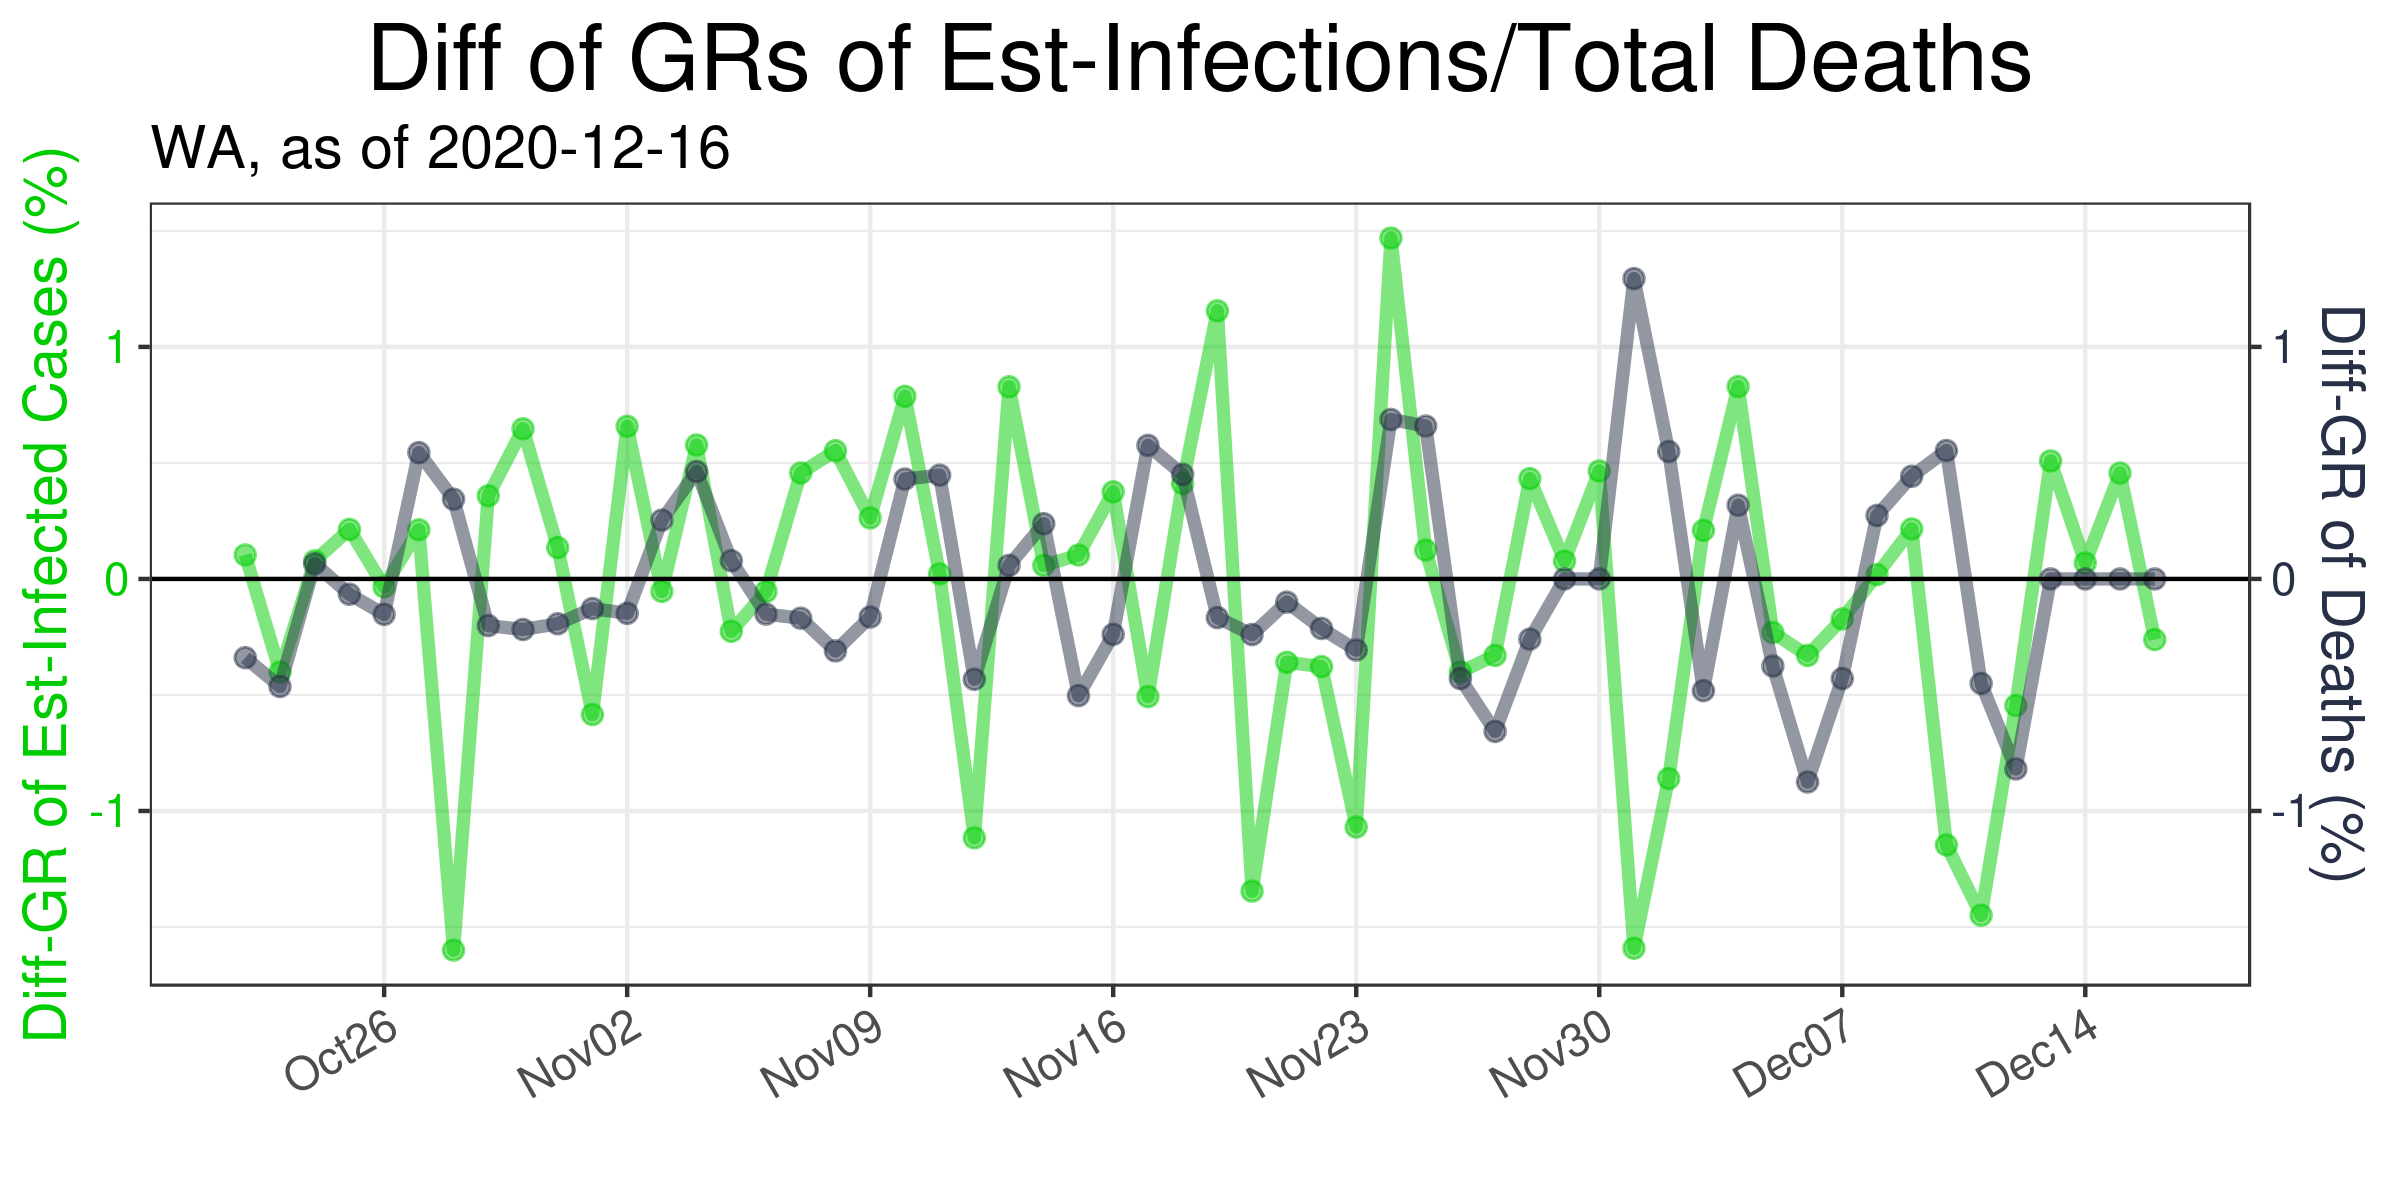 Diff of GRs of Est-Infections/Total Deaths
WA, as of 2020-12-16
Diff-GR of Est-Infected Cases (%)
1
0
-1
1
0
-1
Diff-GR of Deaths (%)
Oct26
Nov02
Nov09
Nov16
Nov23
Nov30
Dec07
Dec14